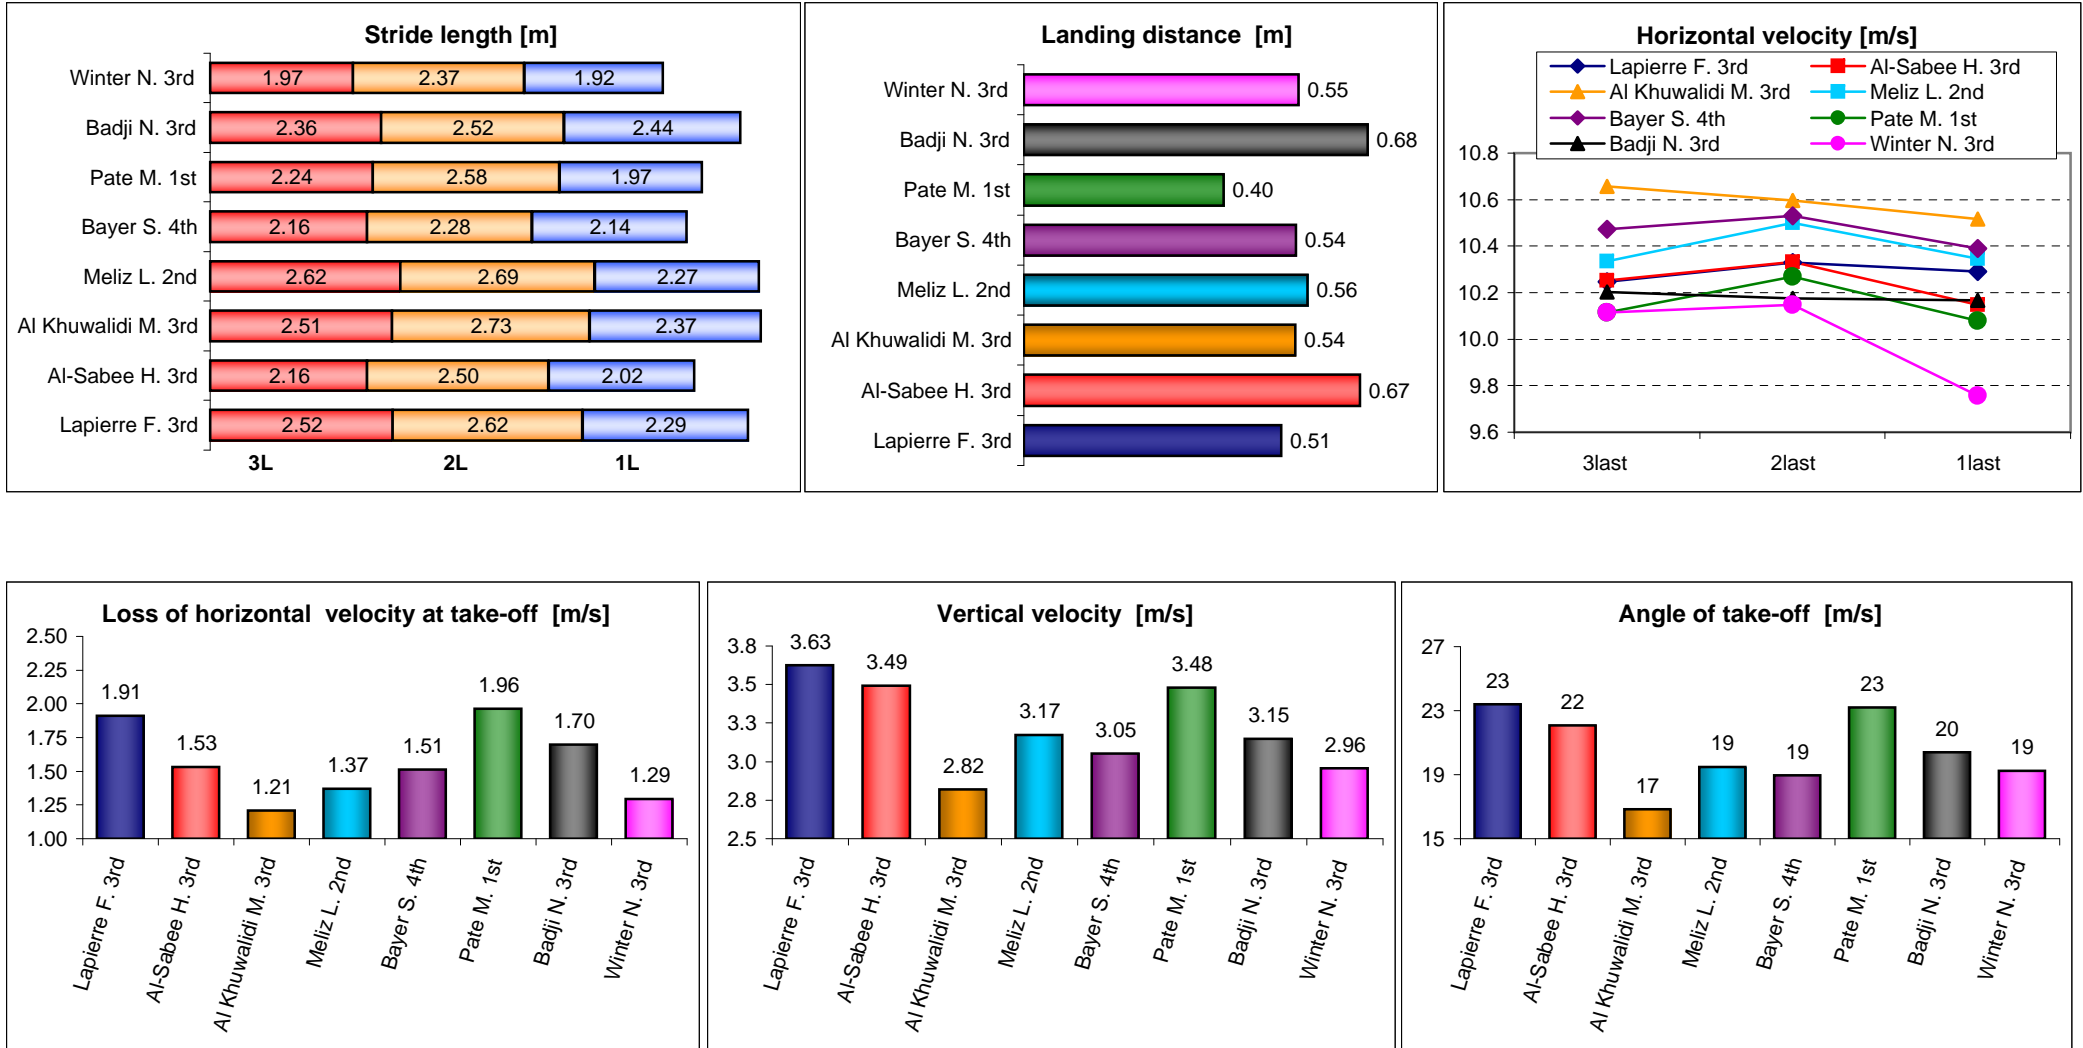 Stride length [m]
Winter N. 3rd 1.97 2.37 1.92
Badji N. 3rd 2.36 2.52 2.44
Pate M. 1st 2.24 2.58 1.97
Bayer S. 4th 2.16 2.28 2.14
Meliz L. 2nd 2.62 2.69 2.27
Al Khuwalidi M. 3rd 2.51 2.73 2.37
Al-Sabee H. 3rd 2.16 2.50 2.02
Lapierre F. 3rd 2.52 2.62 2.29
3L 2L 1L
Landing distance [m]
Winter N. 3rd 0.55
Badji N. 3rd 0.68
Pate M. 1st 0.40
Bayer S. 4th 0.54
Meliz L. 2nd 0.56
Al Khuwalidi M. 3rd 0.54
Al-Sabee H. 3rd 0.67
Lapierre F. 3rd 0.51
Horizontal velocity [m/s]
Lapierre F. 3rd Al-Sabee H. 3rd
Al Khuwalidi M. 3rd Meliz L. 2nd
Bayer S. 4th Pate M. 1st
Badji N. 3rd Winter N. 3rd
10.8
10.6
10.4
10.2
10.0
9.8
9.6
3last 2last 1last
Loss of horizontal velocity at take-off [m/s]
2.50
2.25
2.00
1.75
1.50
1.25
1.00
1.91 1.53 1.21 1.37 1.51 1.96 1.70 1.29
Lapierre F. 3rd
Al-Sabee H. 3rd
Al Khuwalidi M. 3rd
Meliz L. 2nd
Bayer S. 4th
Pate M. 1st
Badji N. 3rd
Winter N. 3rd
Vertical velocity [m/s]
3.8
3.5
3.3
3.0
2.8
2.5
3.63 3.49 2.82 3.17 3.05 3.48 3.15 2.96
Lapierre F. 3rd
Al-Sabee H. 3rd
Al Khuwalidi M. 3rd
Meliz L. 2nd
Bayer S. 4th
Pate M. 1st
Badji N. 3rd
Winter N. 3rd
Angle of take-off [m/s]
27
23
19
15
23 22 17 19 19 23 20 19
Lapierre F. 3rd
Al-Sabee H. 3rd
Al Khuwalidi M. 3rd
Meliz L. 2nd
Bayer S. 4th
Pate M. 1st
Badji N. 3rd
Winter N. 3rd